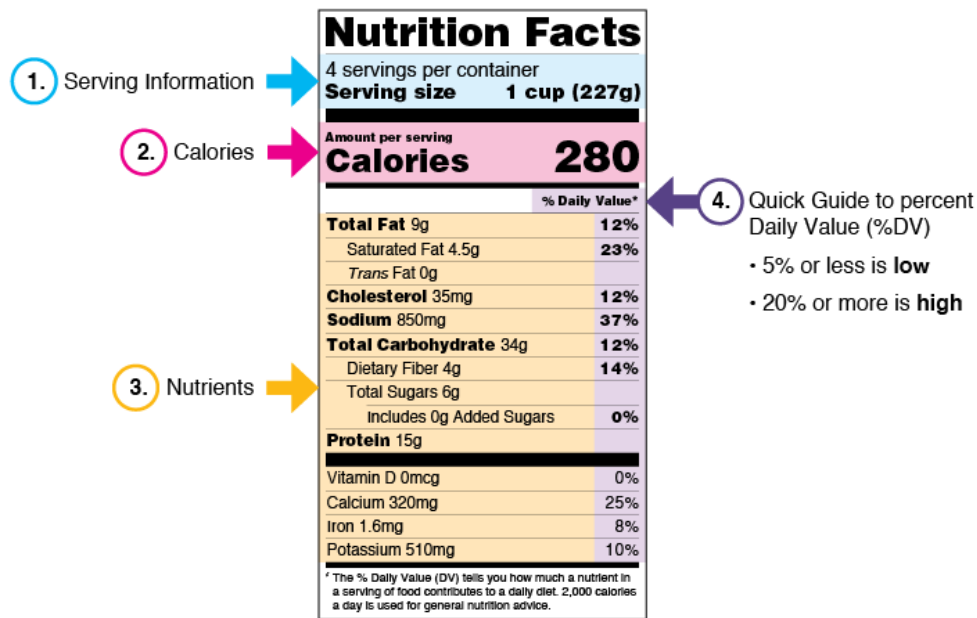 Nutrition Facts
1. Serving Information
4 servings per container
Serving size 1 cup (227g)
2. Calories
Amount per serving
Calories 280
% Daily Value*
4. Quick Guide to percent
Daily Value (%DV)
• 5% or less is low
• 20% or more is high
Total Fat 9g 12%
Saturated Fat 4.5g 23%
Trans Fat 0g
Cholesterol 35mg 12%
Sodium 850mg 37%
Total Carbohydrate 34g 12%
Dietary Fiber 4g 14%
3. Nutrients
Total Sugars 6g
Includes 0g Added Sugars 0%
Protein 15g
Vitamin D 0mcg 0%
Calcium 320mg 25%
Iron 1.6mg 8%
Potassium 510mg 10%
* The % Daily Value (DV) tells you how much a nutrient in
a serving of food contributes to a daily diet. 2,000 calories
a day is used for general nutrition advice.